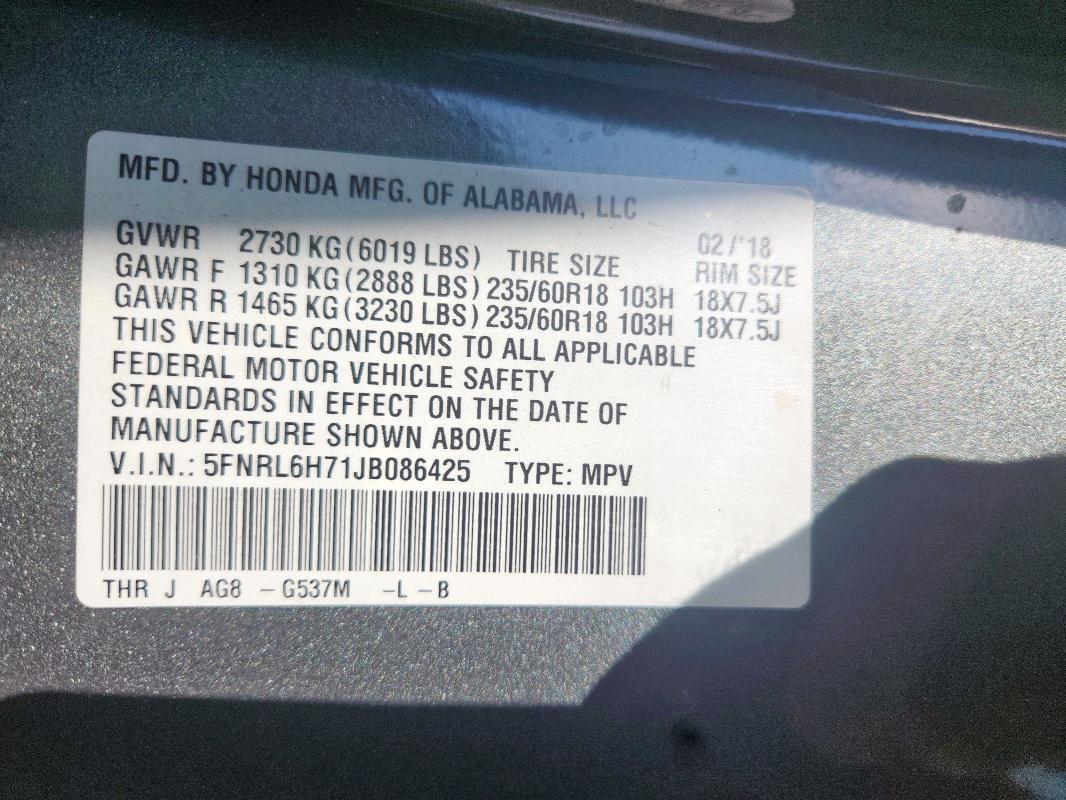 MFD. BY HONDA MFG. OF ALABAMA, LLC
02/'18
GVWR 2730 KG(6019 LBS) TIRE SIZE RIM SIZE
GAWR F 1310 KG(2888 LBS) 235/60R18 103H 18X7.5J
GAWR R 1465 KG(3230 LBS) 235/60R18 103H 18X7.5J
THIS VEHICLE CONFORMS TO ALL APPLICABLE
FEDERAL MOTOR VEHICLE SAFETY
STANDARDS IN EFFECT ON THE DATE OF
MANUFACTURE SHOWN ABOVE.
V.I.N.: 5FNRL6H71JB086425 TYPE: MPV
THR J AG8 -G537M -L -B